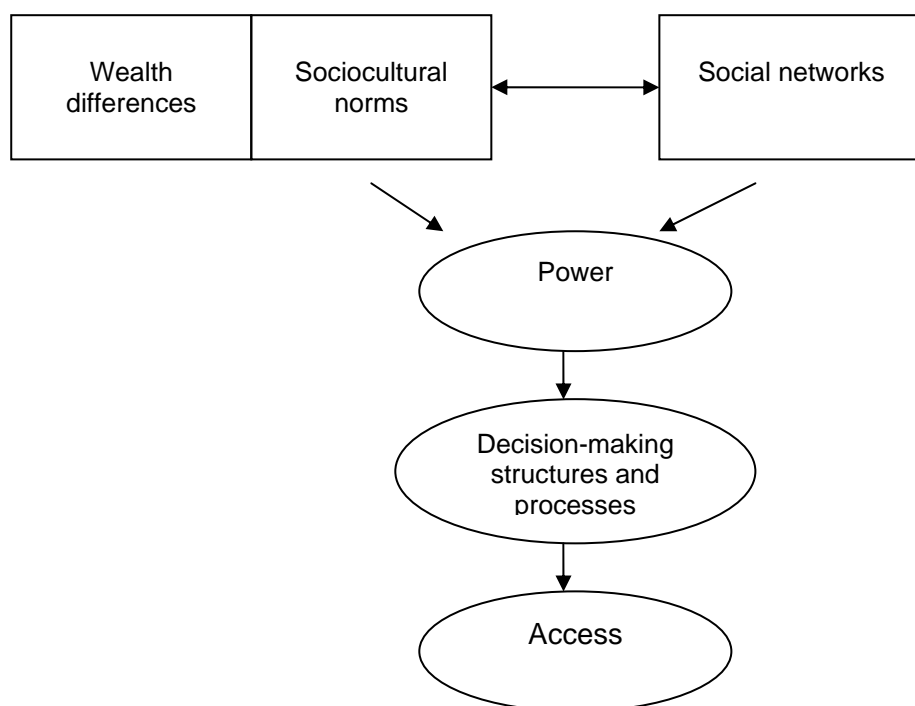 Wealth
differences
Sociocultural
norms
Social networks
Power
Decision-making
structures and
processes
Access